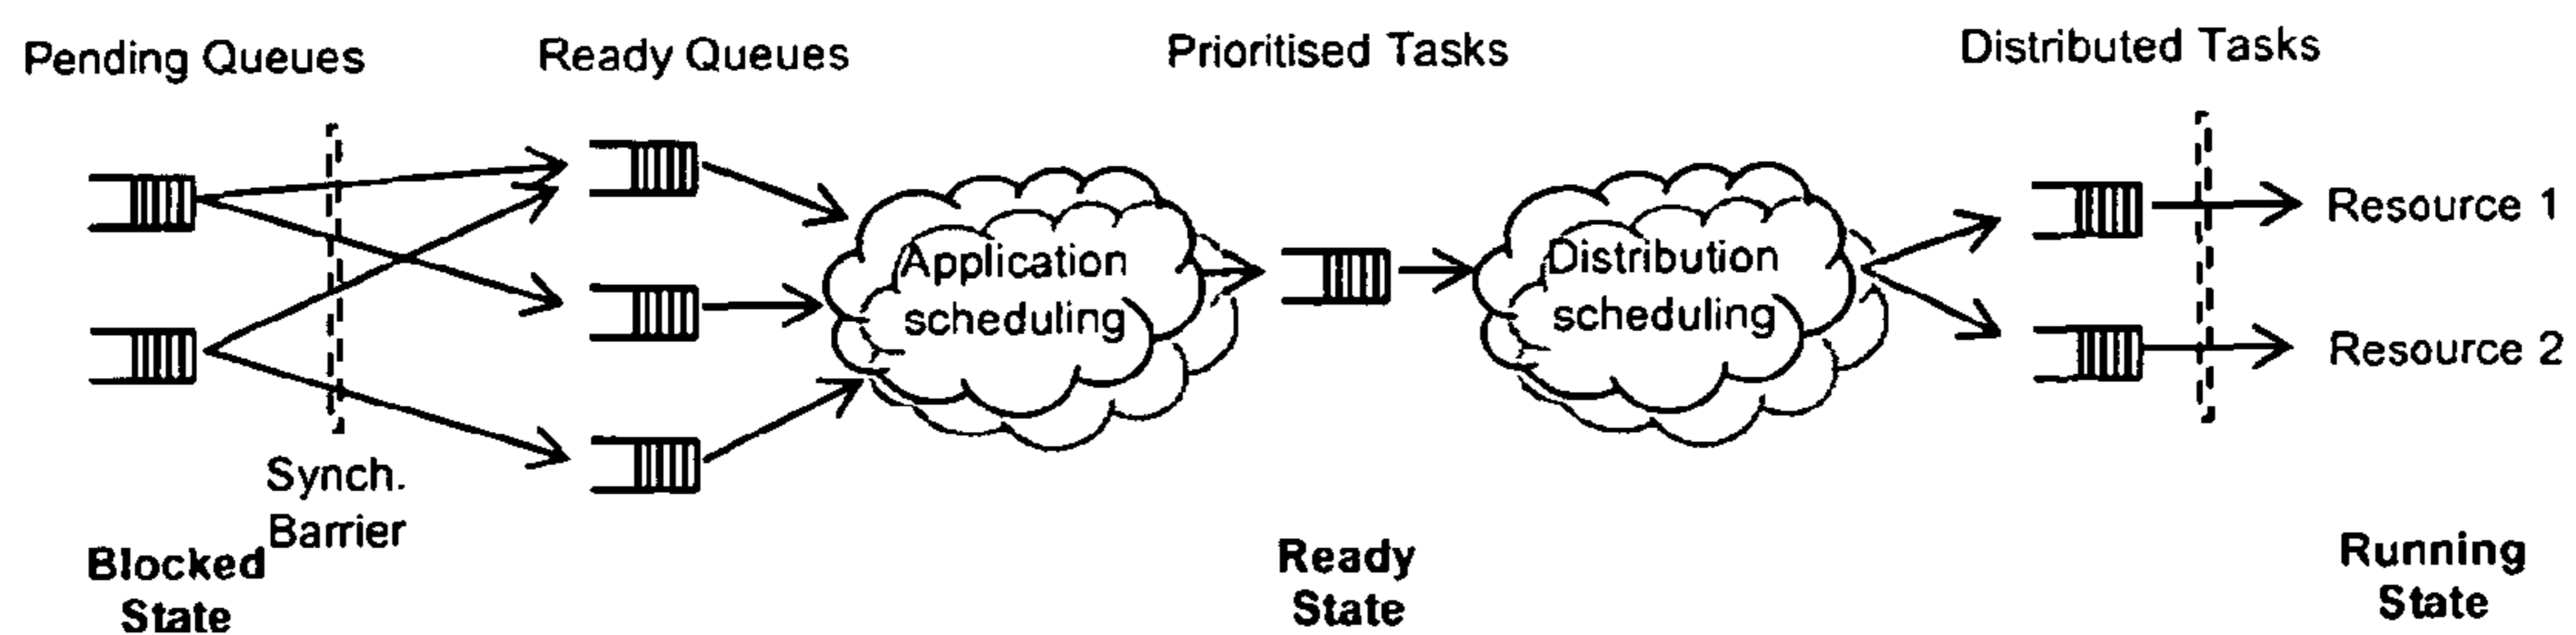 Pending Queues
Ready Queues
Prioritised Tasks
Distributed Tasks
Application
scheduling
Distribution
scheduling
Resource 1
Resource 2
Synch.
Barrier
Blocked
State
Ready
State
Running
State